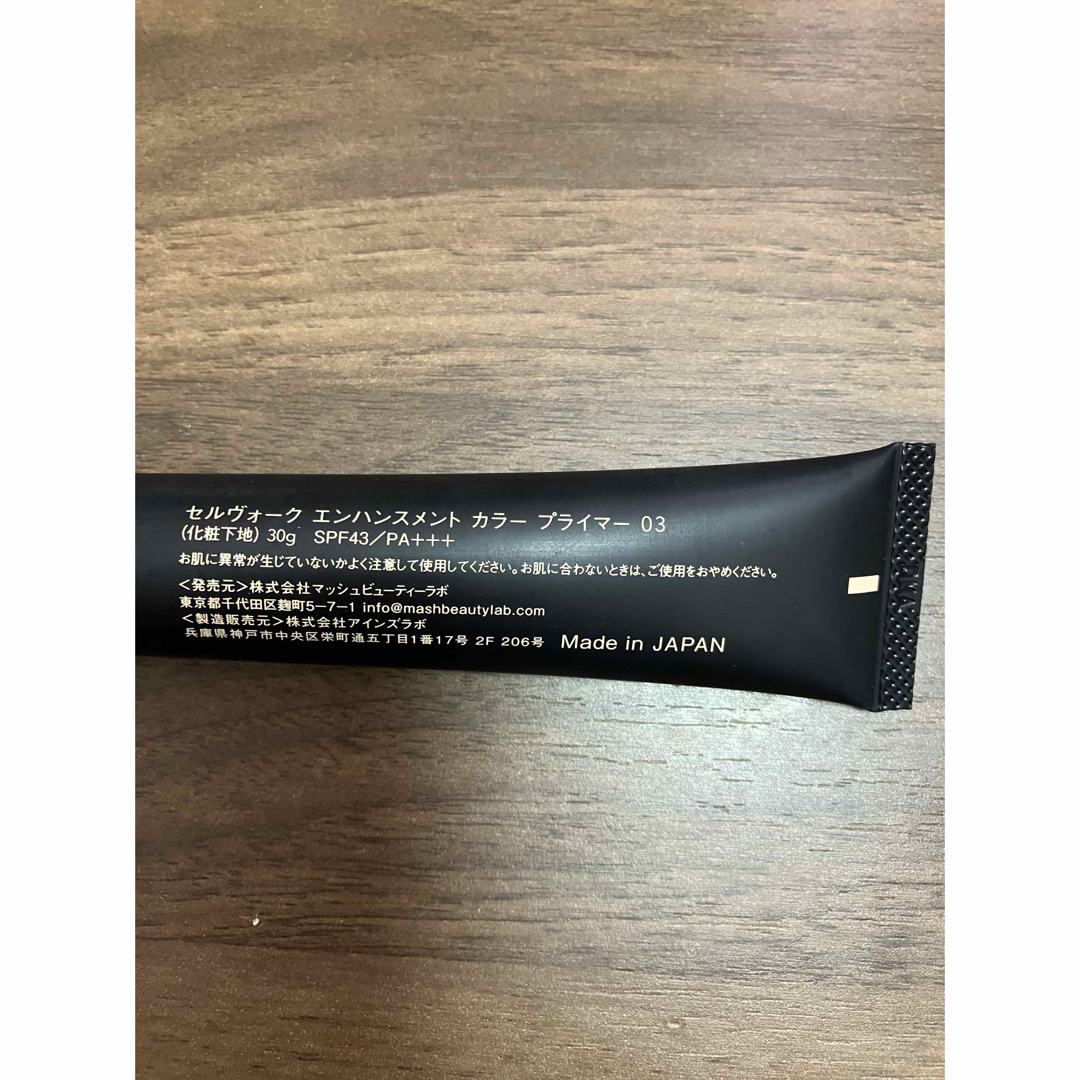 セルヴォーク エンハンスメント カラー プライマー 03
(化粧下地) 30g SPF43/PA+++
お肌に異常が生じていないかよく注意して使用してください。お肌に合わないときは、ご使用をおやめください。
<発売元>株式会社マッシュビューティーラボ
東京都千代田区麹町5-7-1 info@mashbeautylab.com
<製造販売元>株式会社アインズラボ
兵庫県神戸市中央区栄町通五丁目1番17号 2F 206号 Made in JAPAN